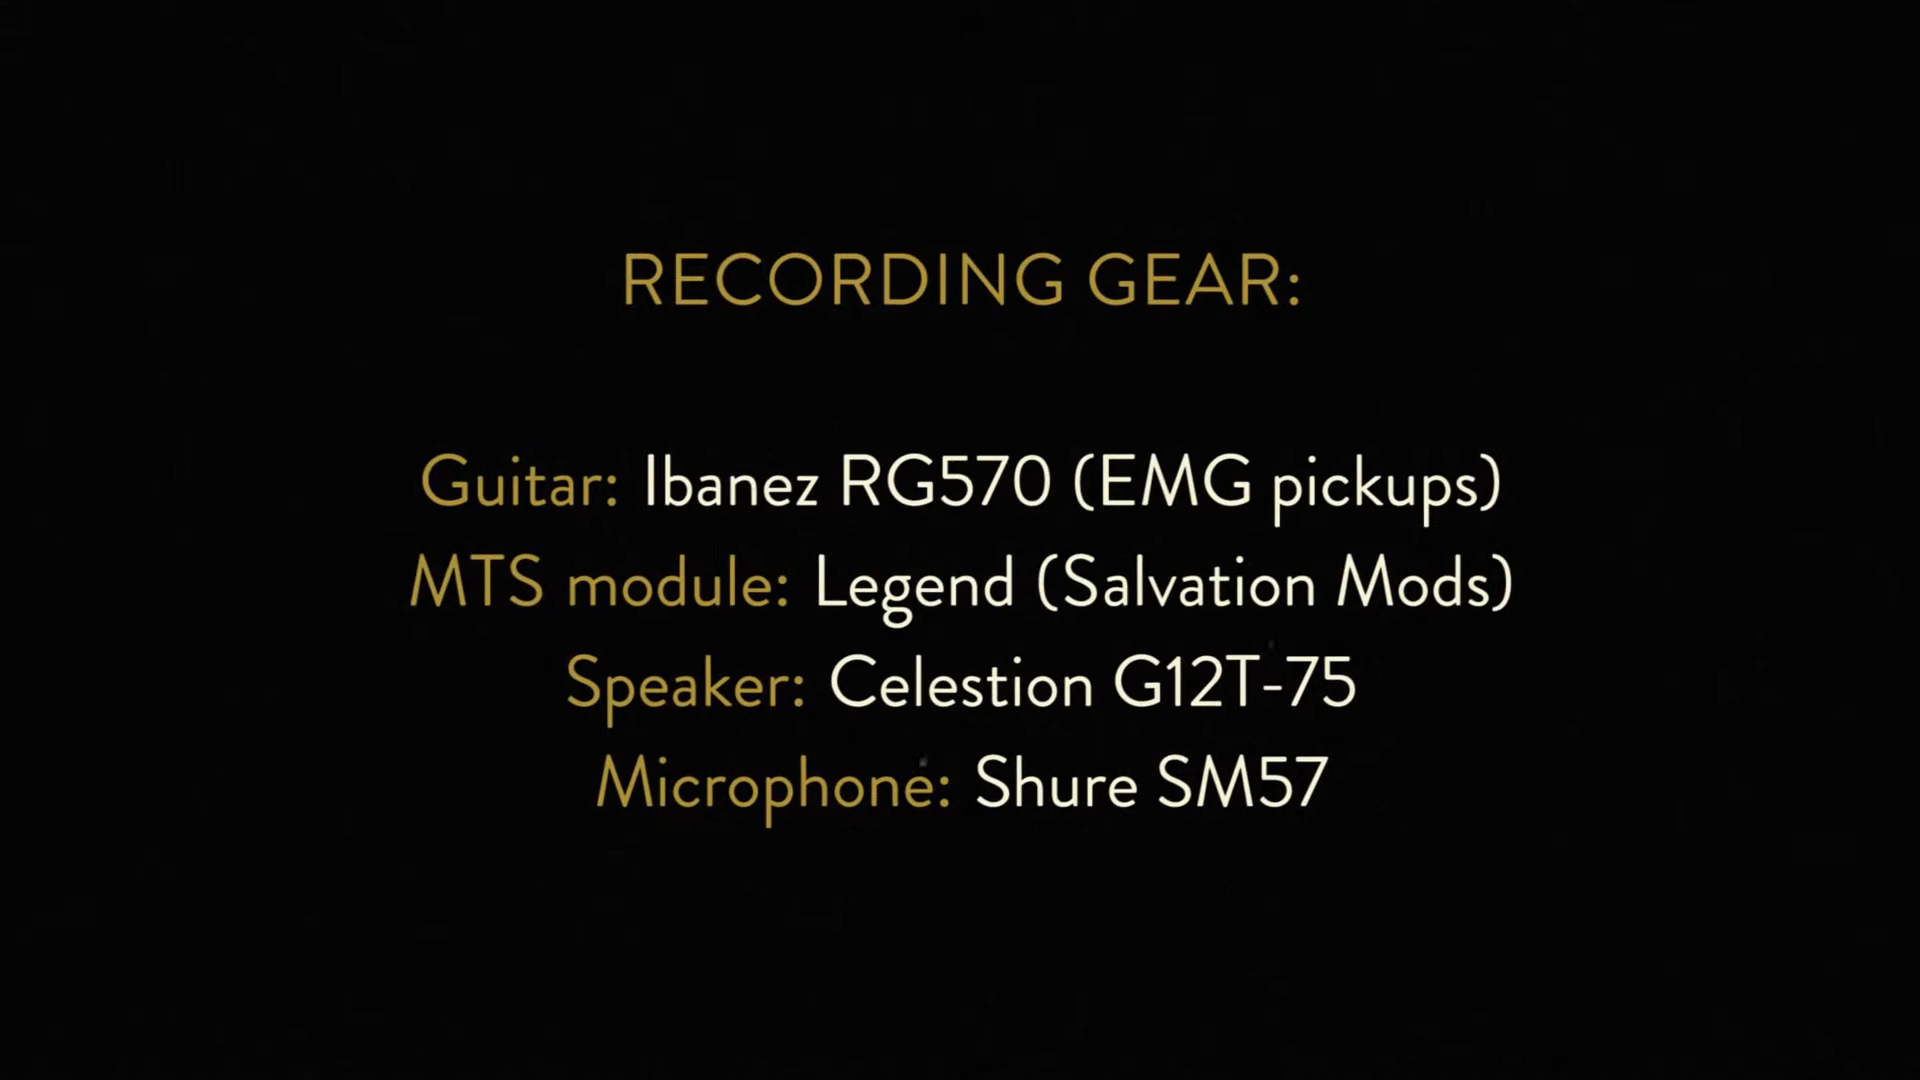 RECORDING GEAR:
Guitar: Ibanez RG570 (EMG pickups)
MTS module: Legend (Salvation Mods)
Speaker: Celestion G12T-75
Microphone: Shure SM57